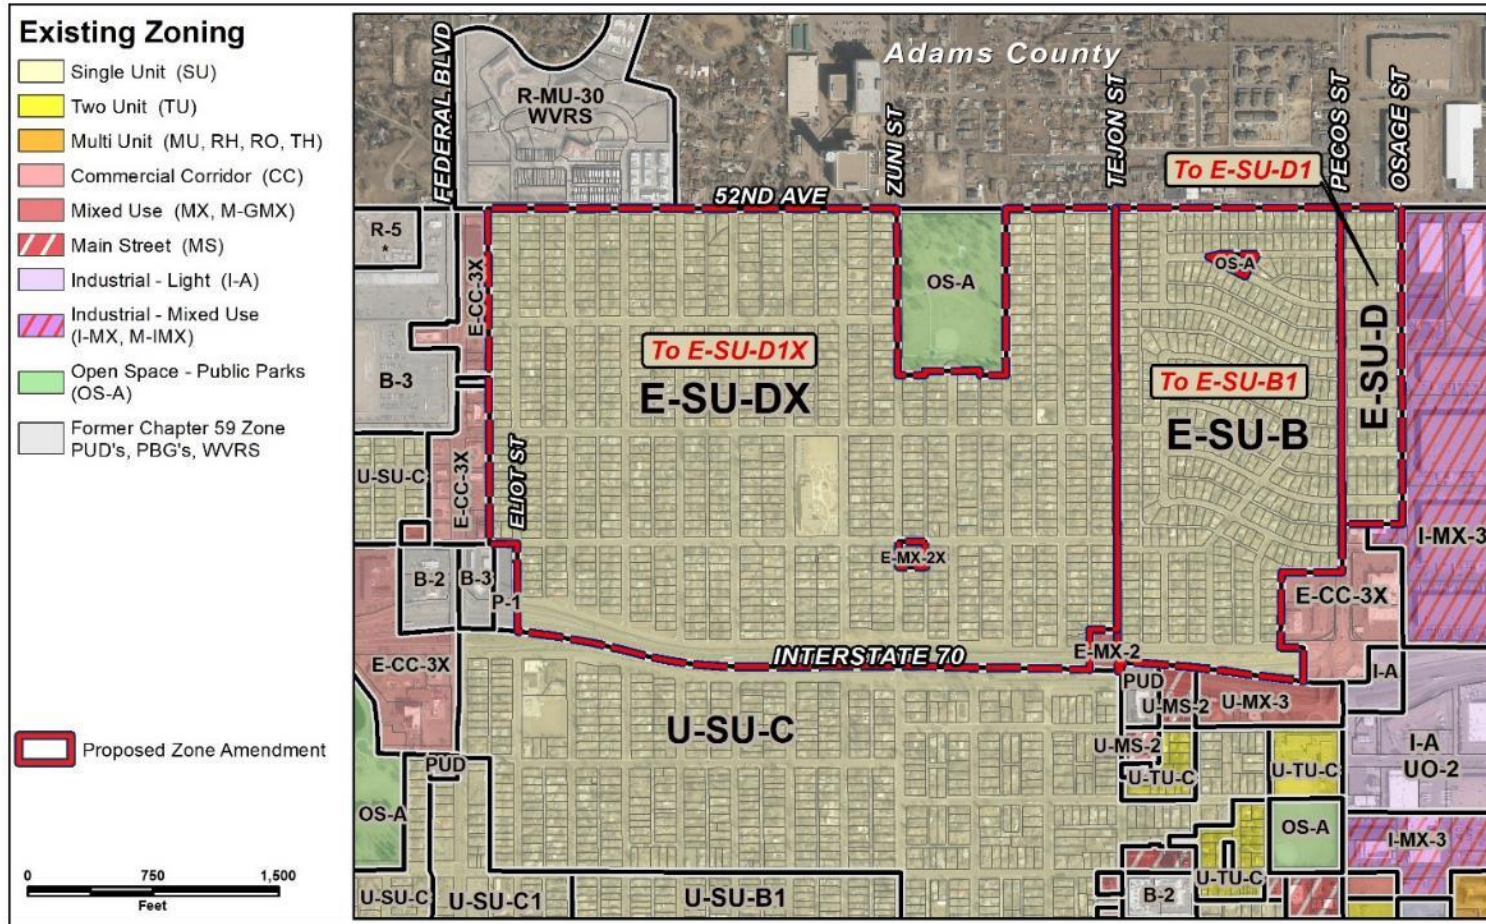 Existing Zoning
Single Unit (SU)
Two Unit (TU)
Multi Unit (MU, RH, RO, TH)
Commercial Corridor (CC)
Mixed Use (MX, M-GMX)
Main Street (MS)
Industrial - Light (I-A)
Industrial - Mixed Use
(I-MX, M-IMX)
Open Space - Public Parks
(OS-A)
Former Chapter 59 Zone
PUD's, PBG's, WVRS
Proposed Zone Amendment
0 750 1,500
Feet
Adams County
FEDERAL BLVD
R-MU-30
WVRS
ZUNI ST
TEJON ST
PECOS ST
OSAGE ST
To E-SU-D1
52ND AVE
R-5
*
E-CC-3X
OS-A
OS-A
To E-SU-D1X
E-SU-DX
To E-SU-B1
E-SU-B
E-SU-D
B-3
U-SU-C
E-CC-3X
ELIOT ST
I-MX-3
E-MX-2X
B-2
B-3
P-1
E-CC-3X
E-CC-3X
INTERSTATE 70
E-MX-2
I-A
PUD
U-MS-2
U-MX-3
U-SU-C
U-MS-2
I-A
UO-2
PUD
U-TU-C
U-TU-C
OS-A
OS-A
I-MX-3
U-TU-C
U-SU-C
U-SU-C1
U-SU-B1
B-2